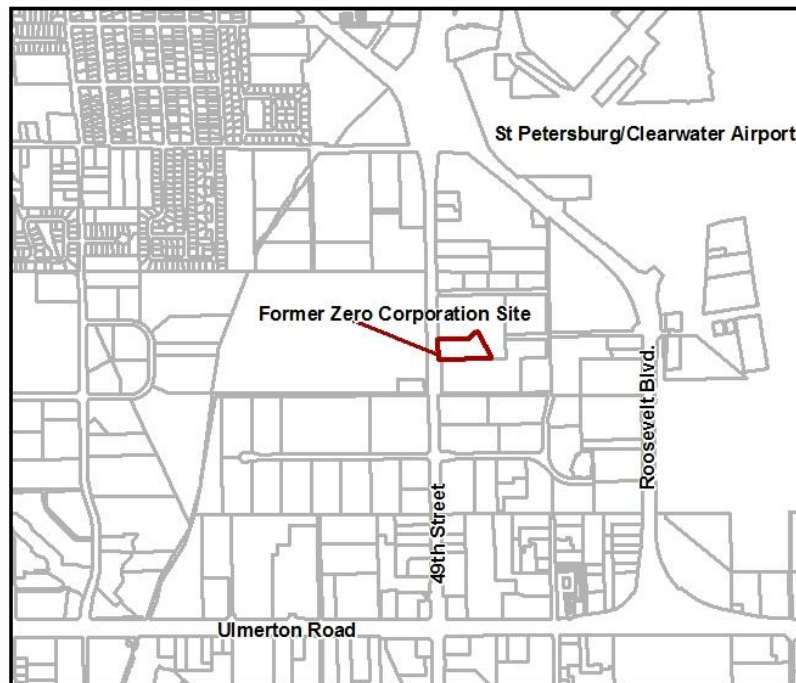 St Petersburg/Clearwater Airport
Former Zero Corporation Site
Roosevelt Blvd.
49th Street
Ulmerton Road